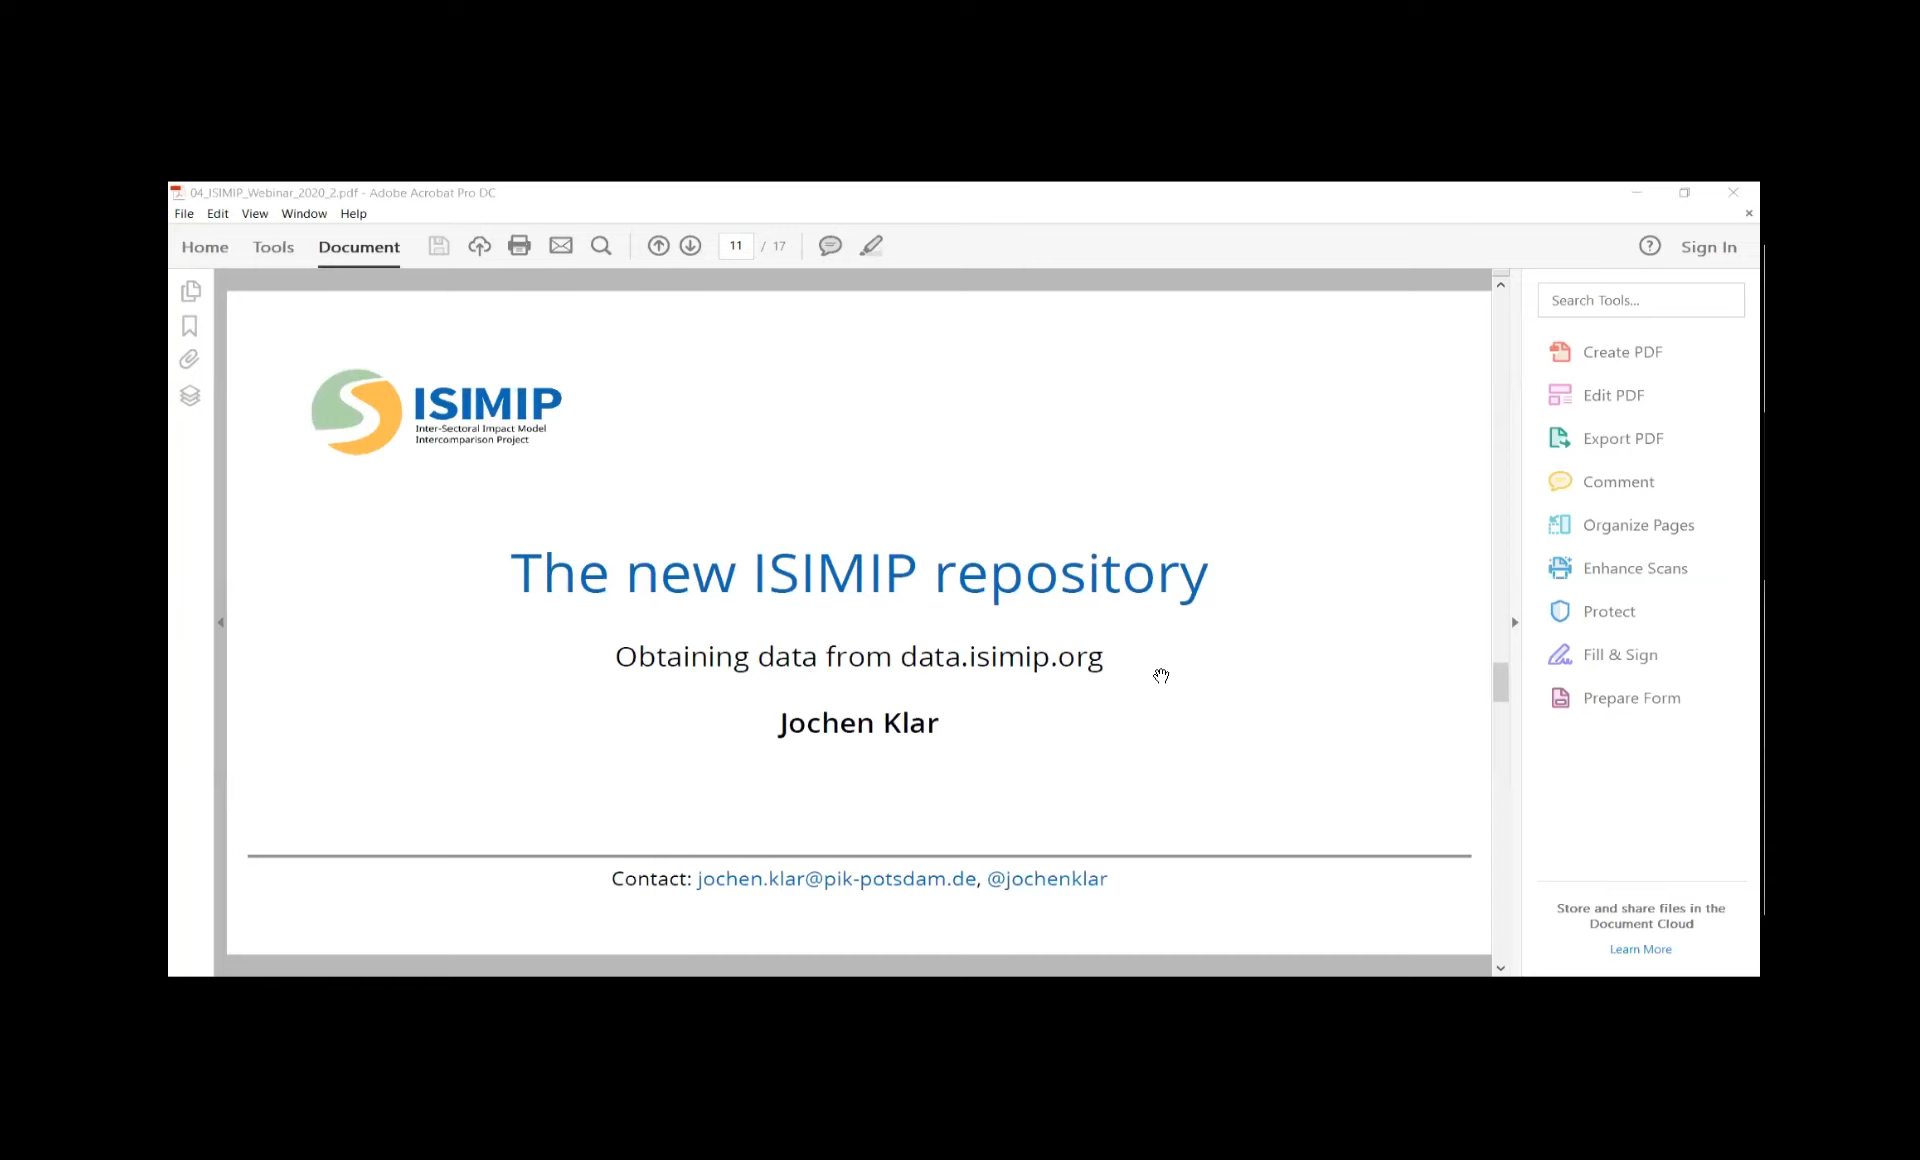 04_ISIMIP_Webinar_2020_2.pdf - Adobe Acrobat Pro DC
File Edit View Window Help
Home Tools Document 11 / 17 Sign In
Search Tools...
Create PDF
Edit PDF
Export PDF
Comment
Organize Pages
Enhance Scans
Protect
Fill & Sign
Prepare Form
Store and share files in the
Document Cloud
Learn More
ISIMIP
Inter-Sectoral Impact Model
Intercomparison Project
The new ISIMIP repository
Obtaining data from data.isimip.org
Jochen Klar
Contact: jochen.klar@pik-potsdam.de, @jochenklar